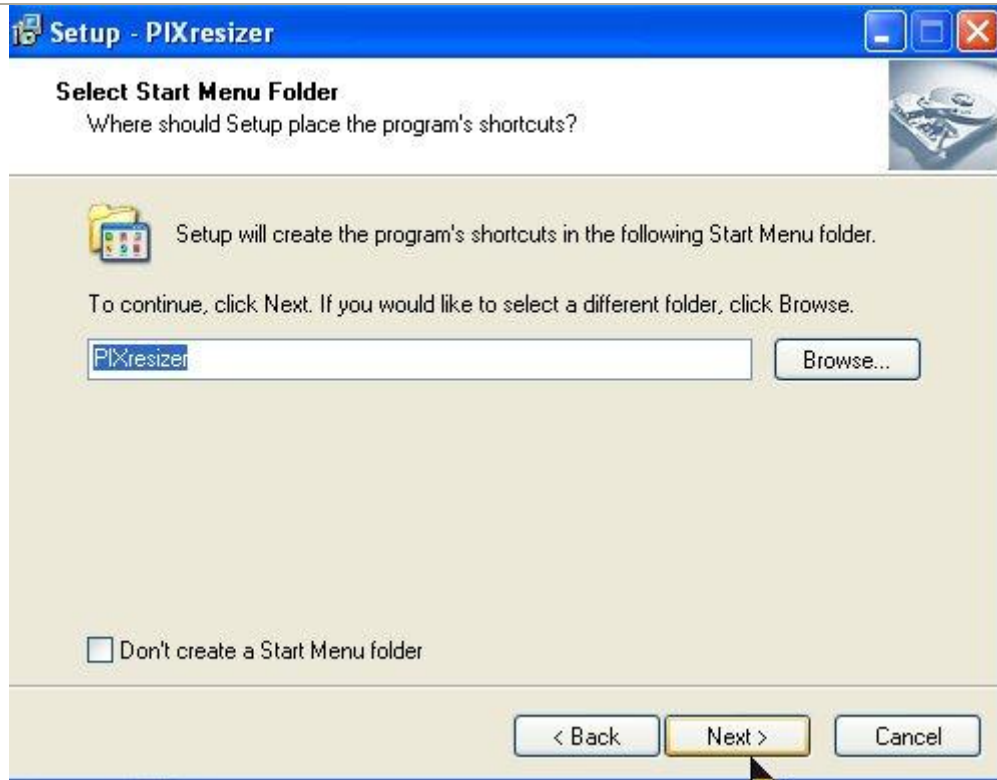 Setup - PIXresizer
Select Start Menu Folder
Where should Setup place the program's shortcuts?
Setup will create the program's shortcuts in the following Start Menu folder.
To continue, click Next. If you would like to select a different folder, click Browse.
PIXresizer
Browse...
Don't create a Start Menu folder
< Back
Next >
Cancel